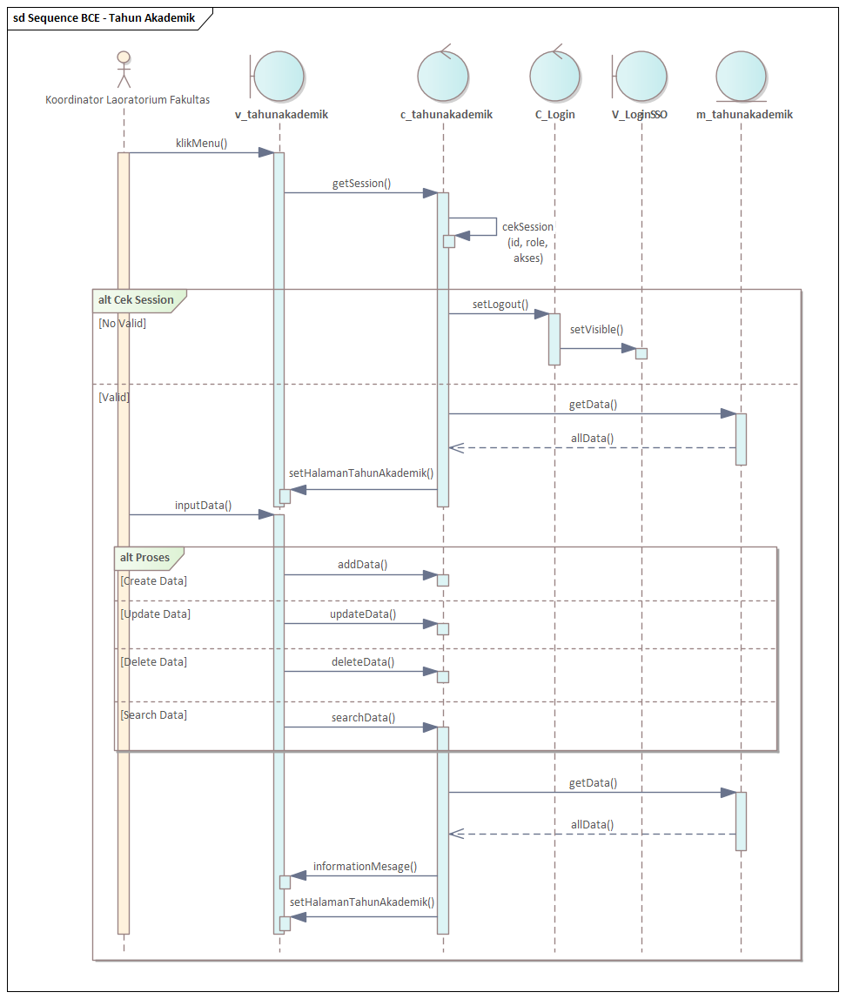 sd Sequence BCE - Tahun Akademik
Koordinator Laoratorium Fakultas
v_tahunakademik
c_tahunakademik
C_Login
V_LoginSSO
m_tahunakademik
klikMenu()
getSession()
cekSession
(id, role,
akses)
alt Cek Session
[No Valid]
setLogout()
setVisible()
[Valid]
getData()
allData()
setHalamanTahunAkademik()
inputData()
alt Proses
[Create Data]
addData()
[Update Data]
updateData()
[Delete Data]
deleteData()
[Search Data]
searchData()
getData()
allData()
informationMesage()
setHalamanTahunAkademik()